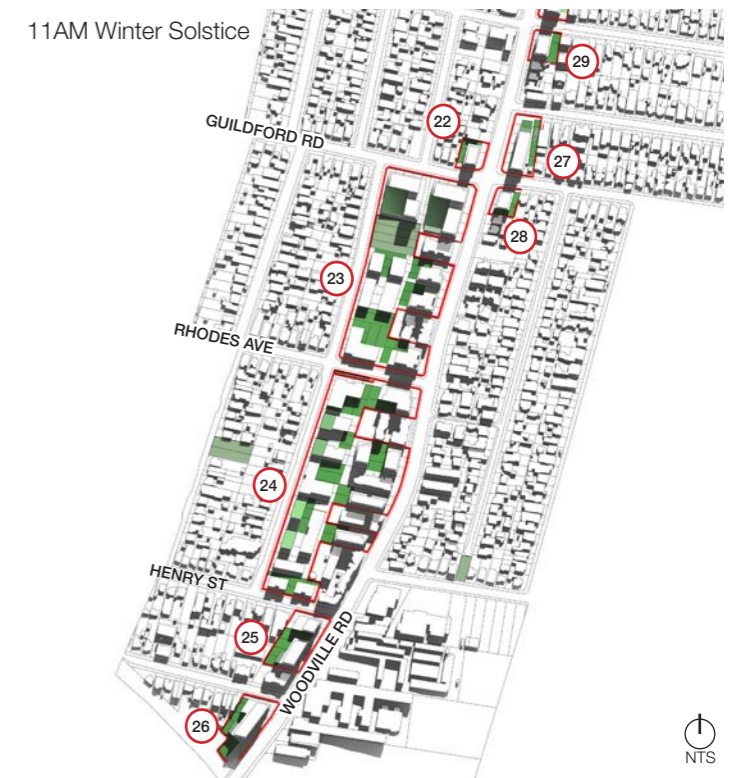 11AM Winter Solstice
29
22
GUILDFORD RD
27
28
23
RHODES AVE
24
HENRY ST
25
WOODVILLE RD
26
NTS